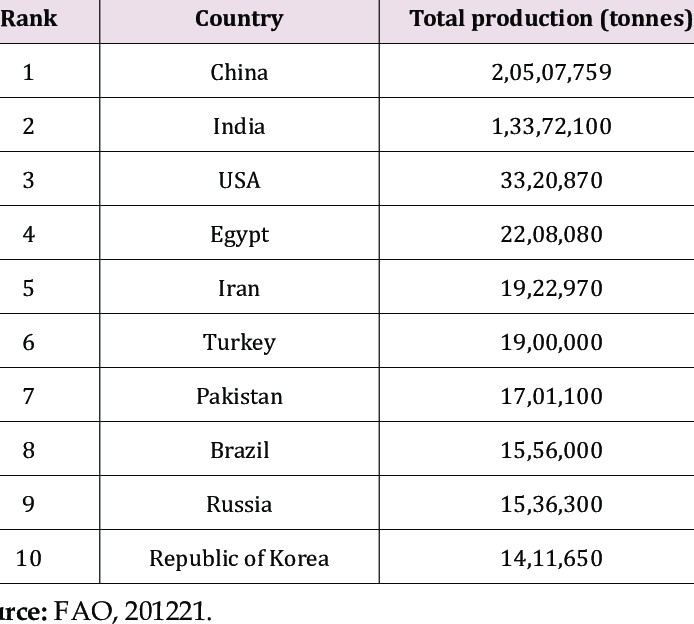 Rank Country Total production (tonnes)
1 China 2,05,07,759
2 India 1,33,72,100
3 USA 33,20,870
4 Egypt 22,08,080
5 Iran 19,22,970
6 Turkey 19,00,000
7 Pakistan 17,01,100
8 Brazil 15,56,000
9 Russia 15,36,300
10 Republic of Korea 14,11,650
urce: FAO, 201221.